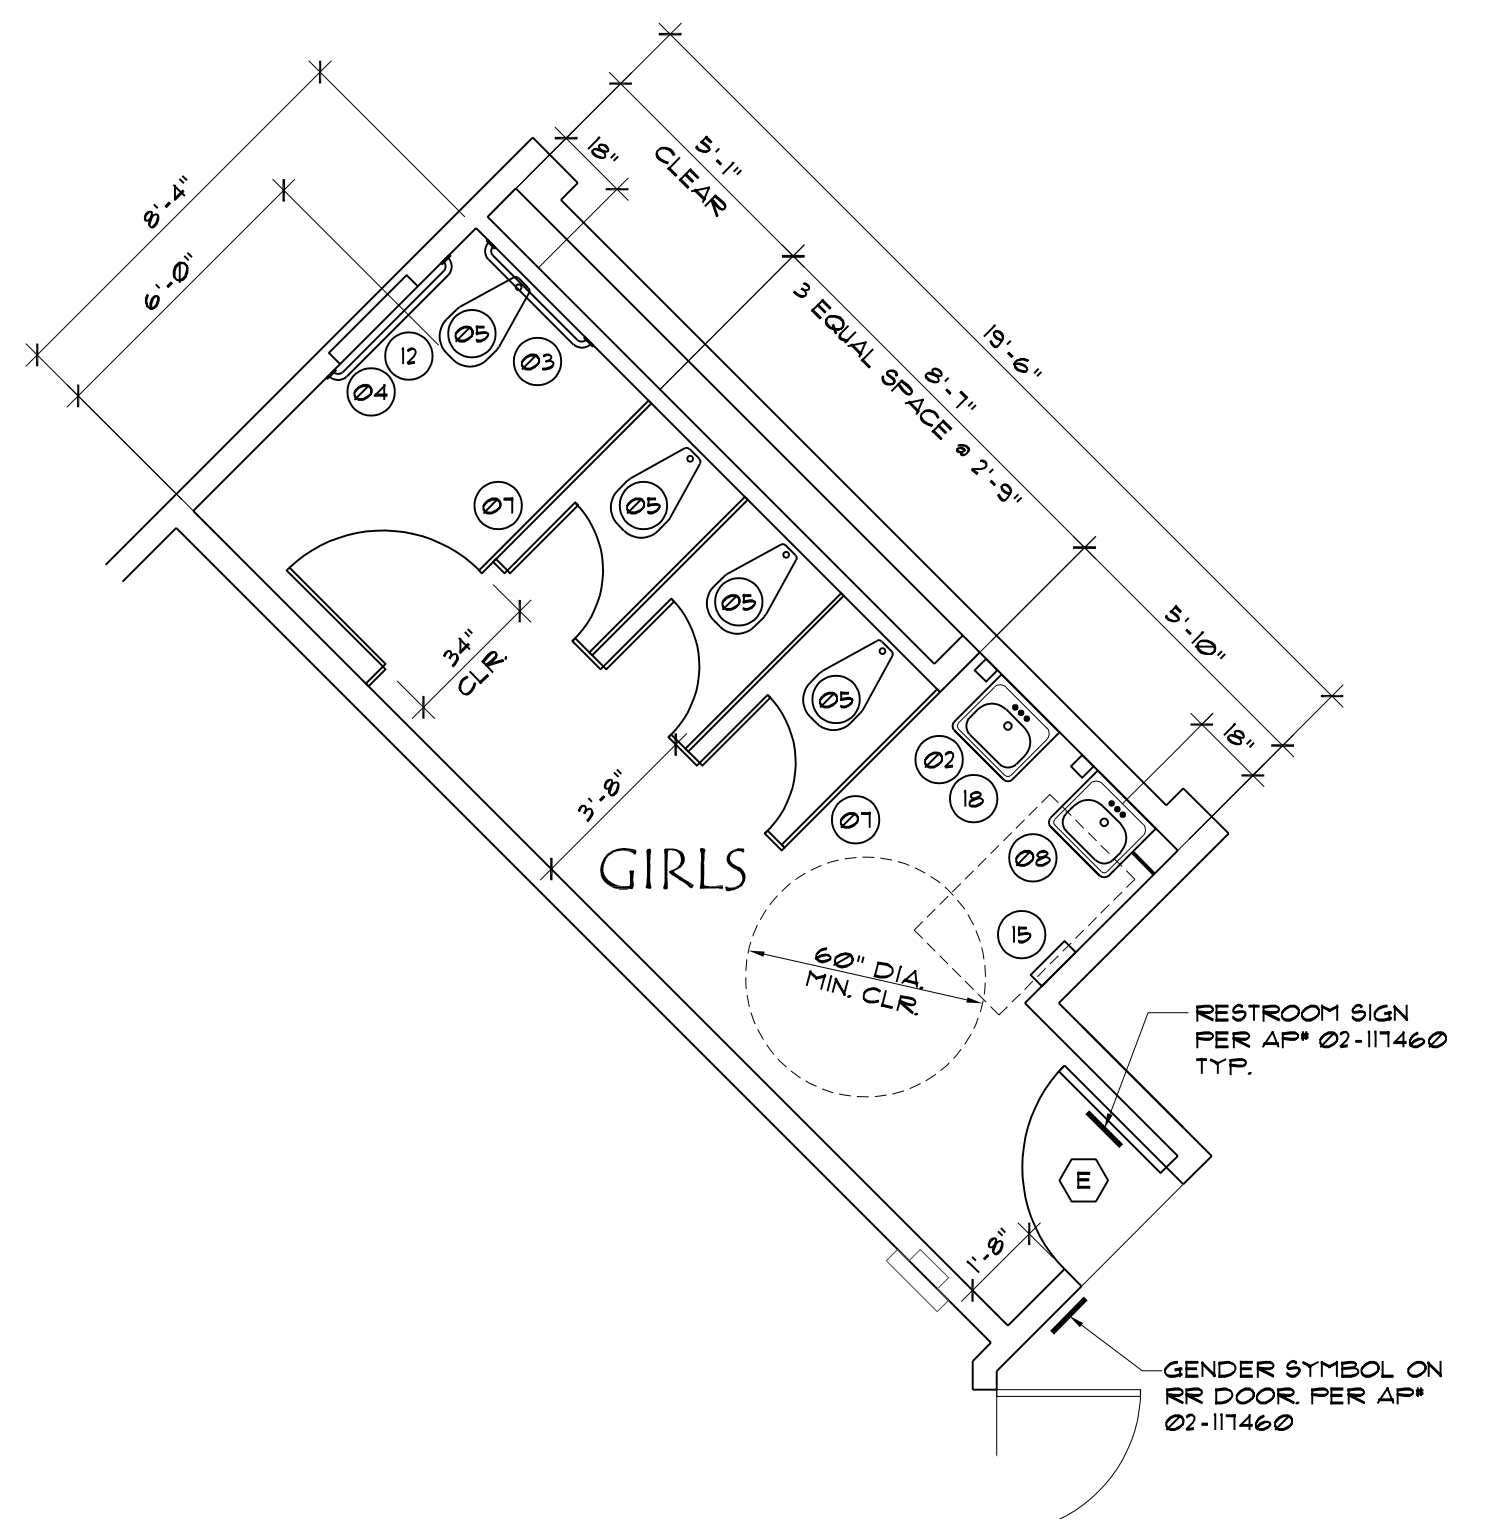 8'-4"
6'-0"
18"
5'-1"
CLEAR
19'-6"
8'-7"
3 EQUAL SPACE @ 2'-9"
5'-10"
18"
05
12
03
04
07
05
05
05
34"
CLR.
02
18
07
3'-8"
GIRLS
08
15
60" DIA.
MIN. CLR.
RESTROOM SIGN
PER AP# 02-117460
TYP.
E
1'-8"
GENDER SYMBOL ON
RR DOOR. PER AP#
02-117460